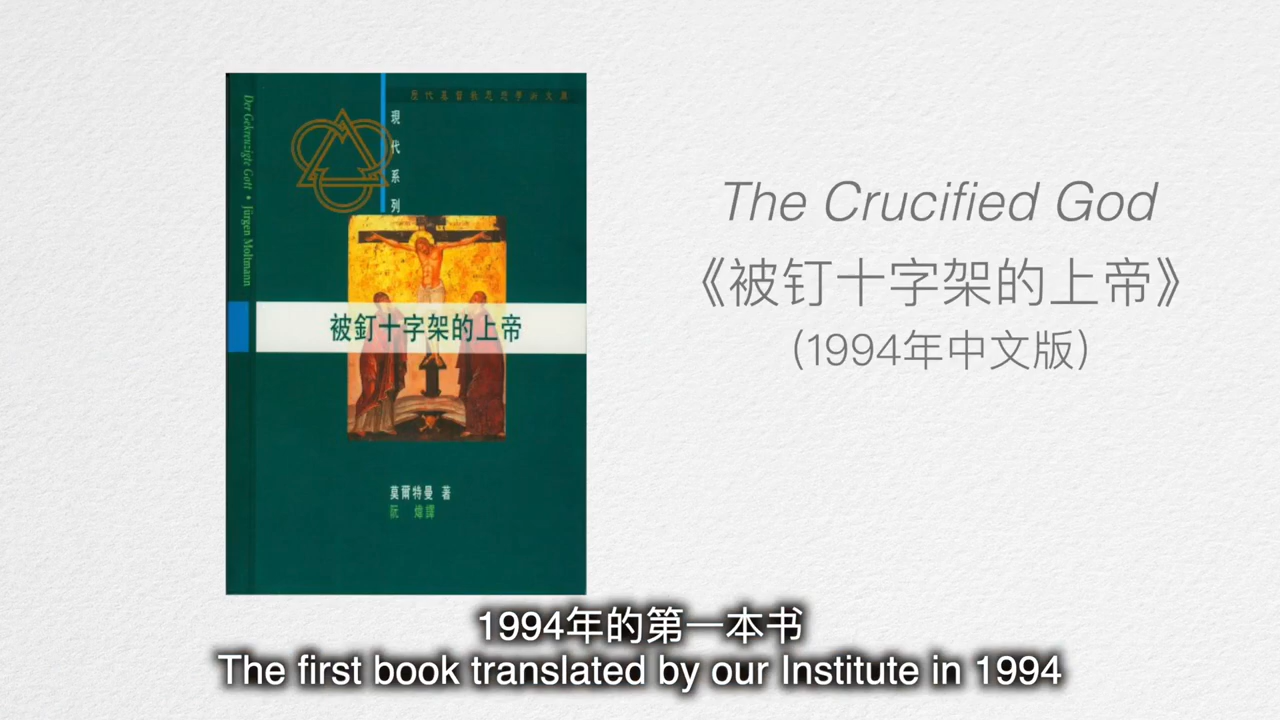 Der Gekreuzigte Gott • Jürgen Moltmann
歷代基督教思想學術文庫
現代系列
被釘十字架的上帝
莫爾特曼 著
阮 煒譯
The Crucified God
《被钉十字架的上帝》
(1994年中文版)
1994年的第一本书
The first book translated by our Institute in 1994